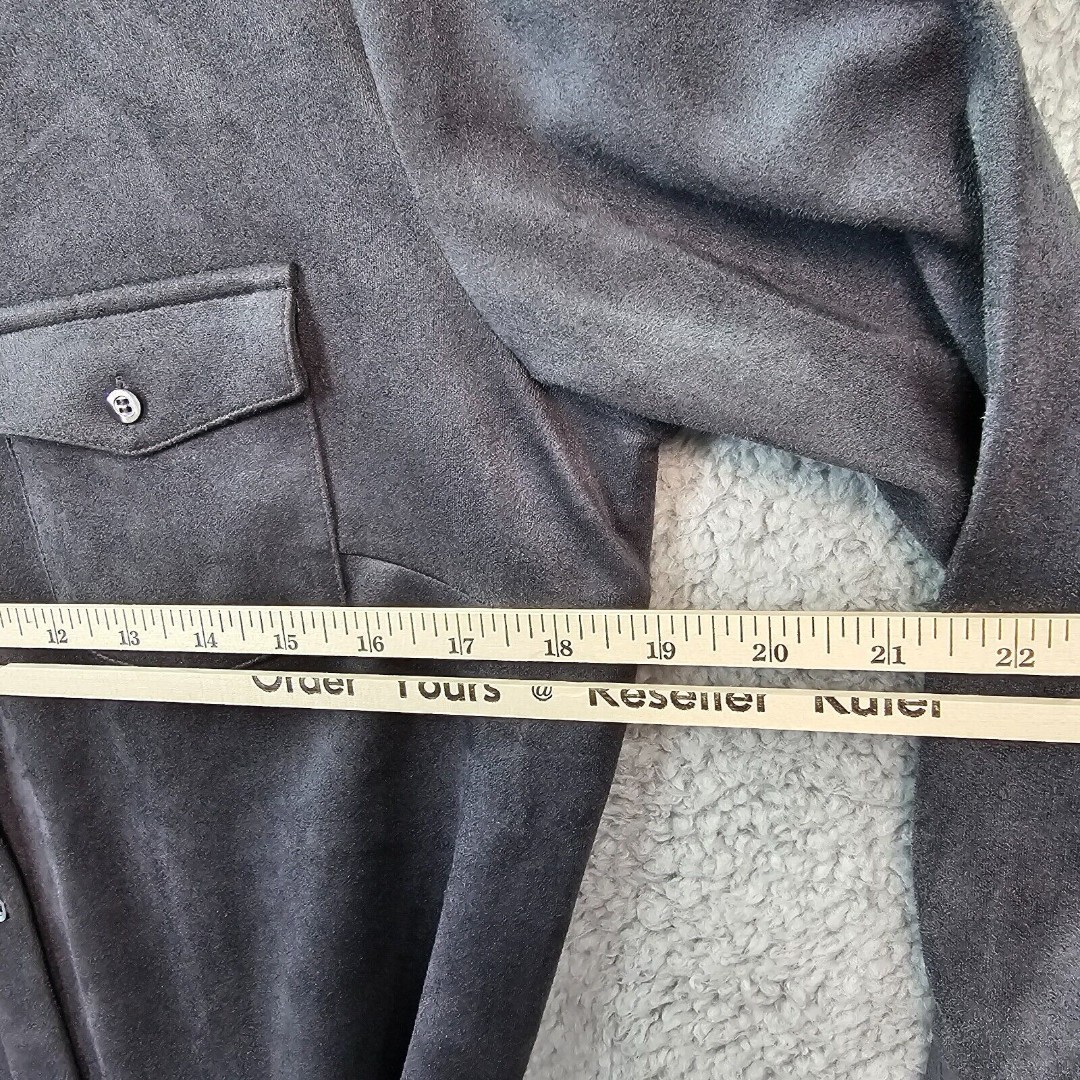 12 13 14 15 16 17 18 19 20 21 22
Order Yours @ Reseller Ruler